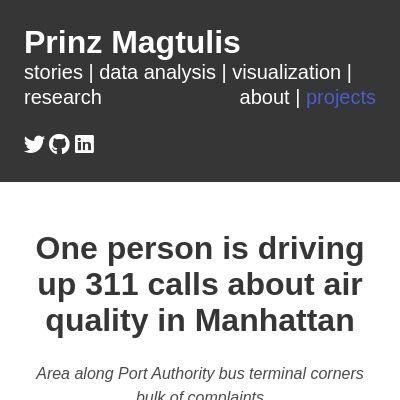 Prinz Magtulis
stories | data analysis | visualization |
research about | projects
One person is driving
up 311 calls about air
quality in Manhattan
Area along Port Authority bus terminal corners
bulk of complaints